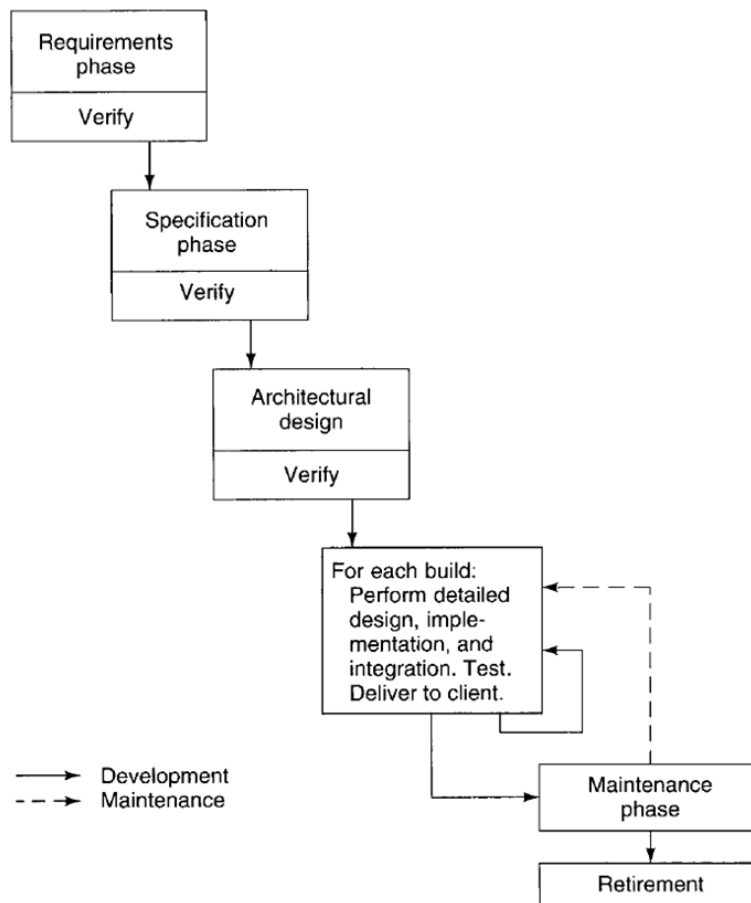 Requirements
phase
Verify
Specification
phase
Verify
Architectural
design
Verify
For each build:
Perform detailed
design, imple-
mentation, and
integration. Test.
Deliver to client.
Development
Maintenance
Maintenance
phase
Retirement